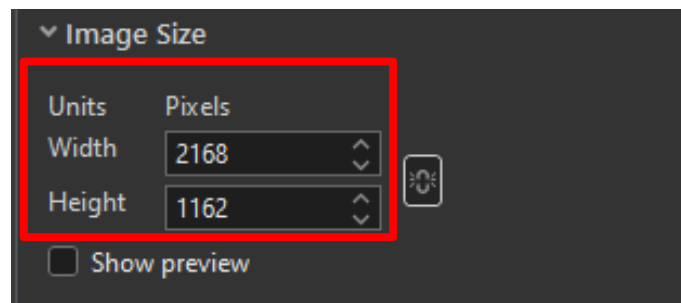 Image Size
Units Pixels
Width 2168
Height 1162
Show preview